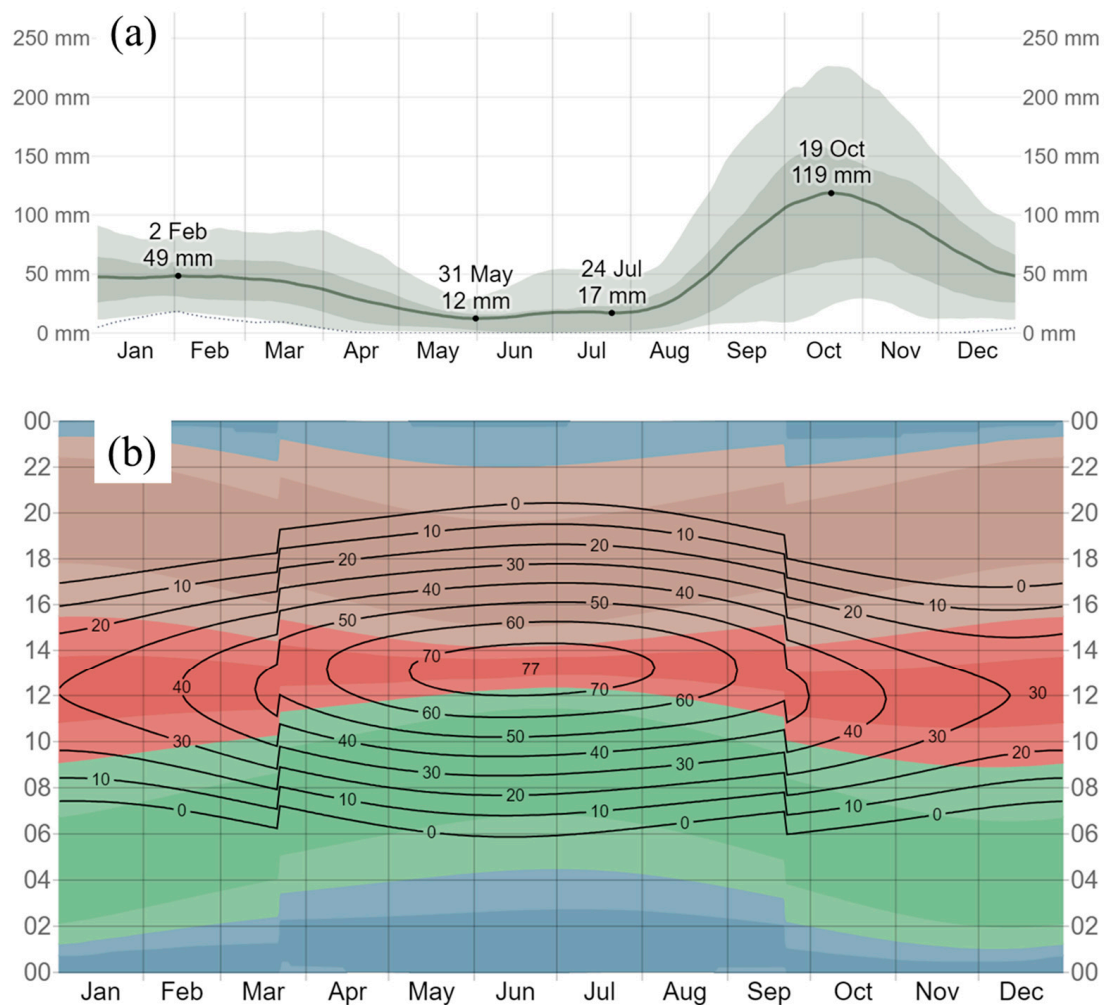 (a)
250 mm 250 mm
200 mm 200 mm
150 mm 150 mm
100 mm 100 mm
50 mm 50 mm
0 mm 0 mm
2 Feb
49 mm
31 May
12 mm
24 Jul
17 mm
19 Oct
119 mm
Jan Feb Mar Apr May Jun Jul Aug Sep Oct Nov Dec
(b)
00 00
22 22
20 20
18 18
16 16
14 14
12 12
10 10
08 08
06 06
04 04
02 02
00 00
0
10 10
20 20
10 30 0
40 40 10
20 50 50 20
60
70
77 30
40 70
60 60 40
50
30 40 40 30
30 30 20
10 20 10
0 10 10 0
0 0
Jan Feb Mar Apr May Jun Jul Aug Sep Oct Nov Dec